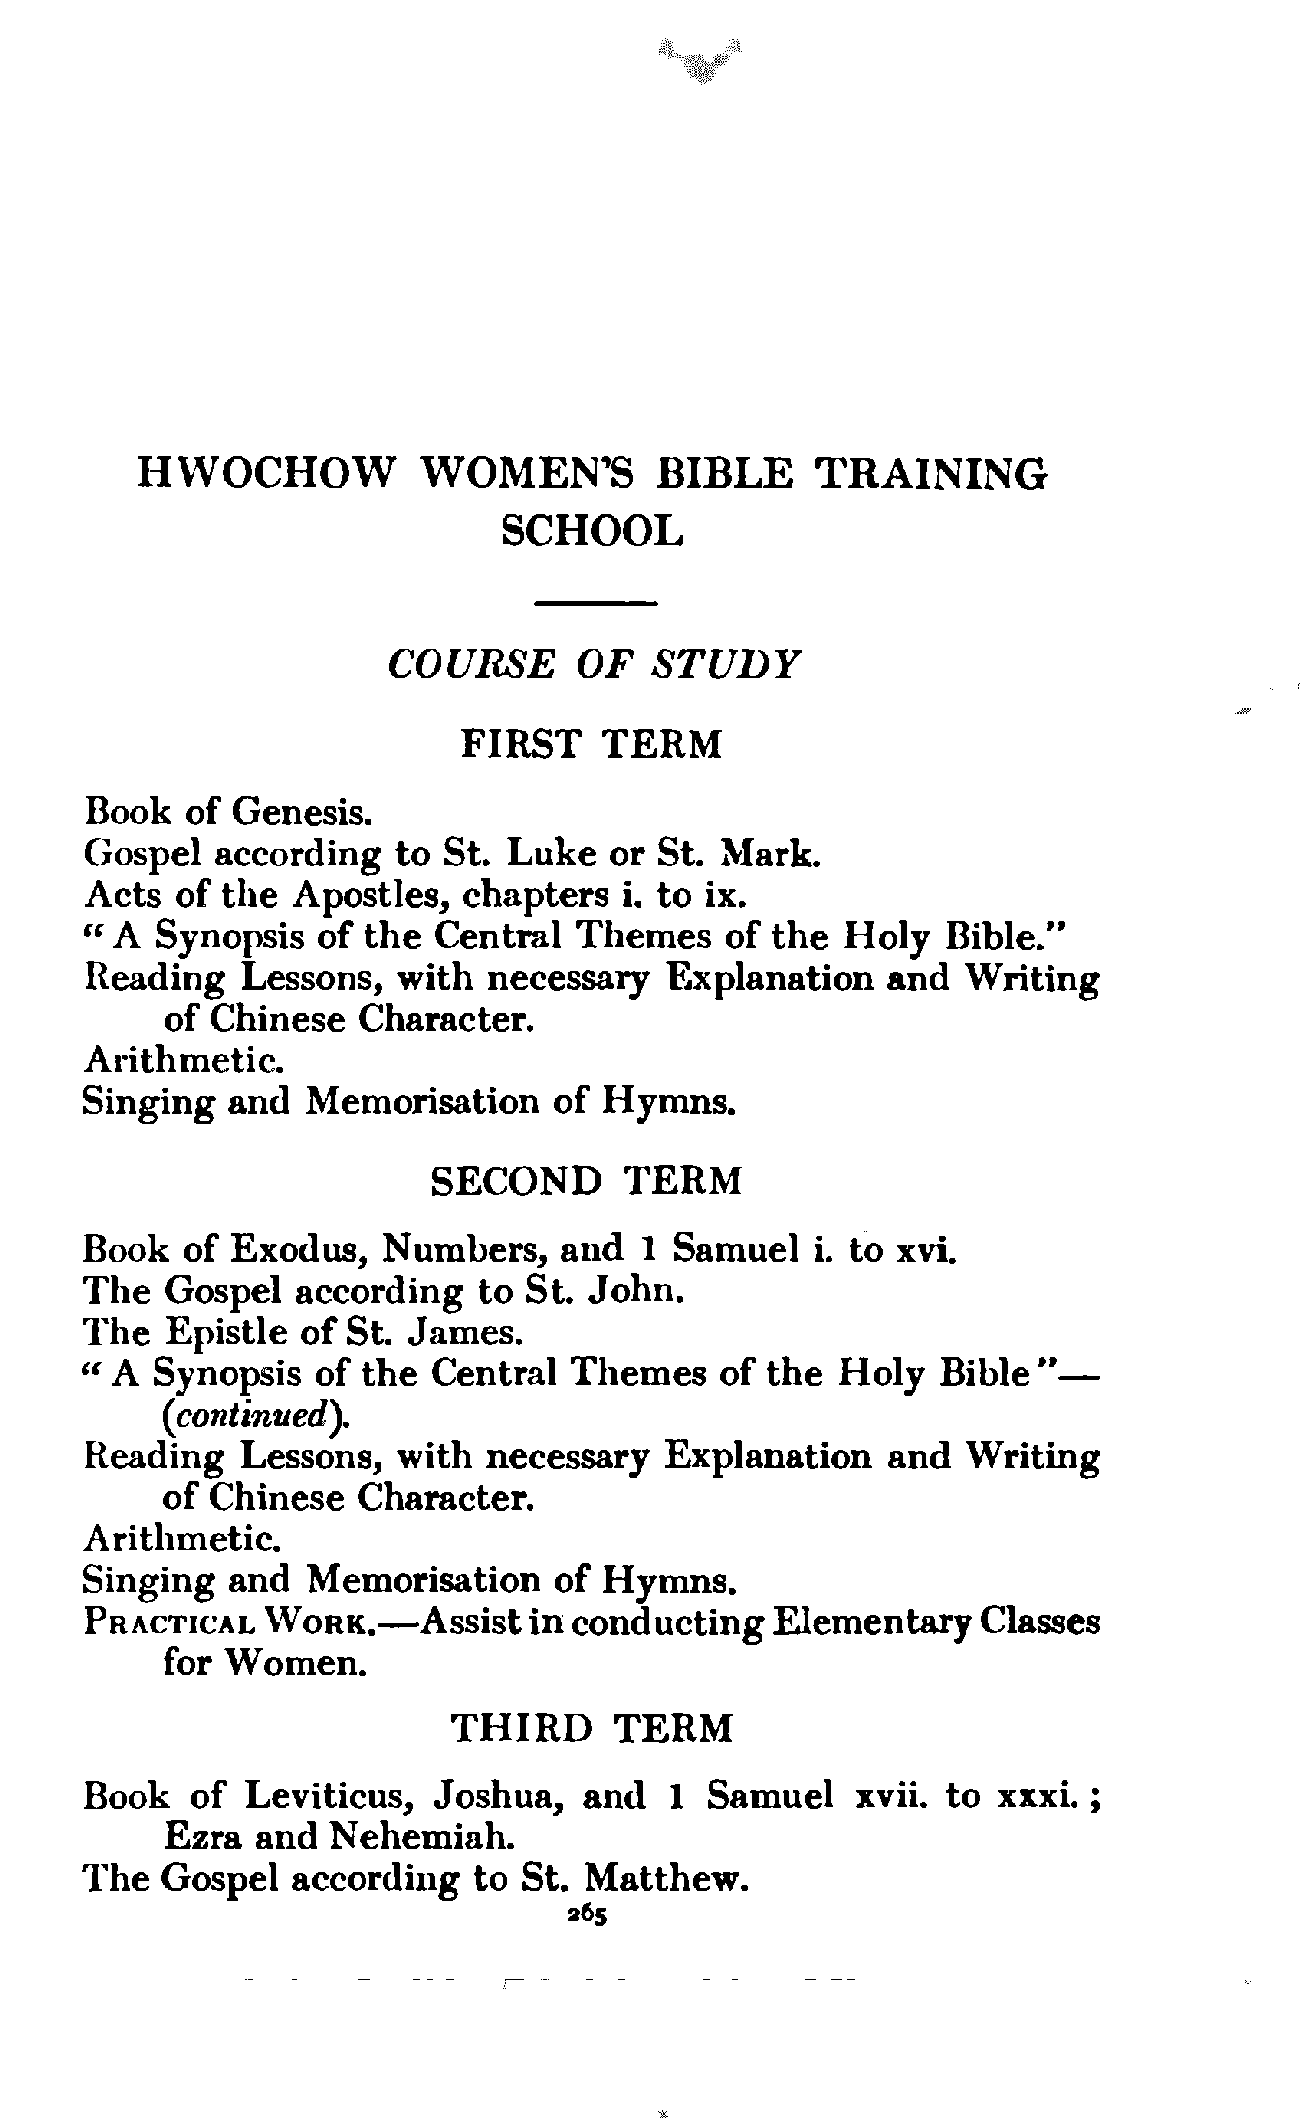 HWOCHOW WOMEN'S BIBLE TRAINING
SCHOOL
COURSE OF STUDY
FIRST TERM
Book of Genesis.
Gospel according to St. Luke or St. Mark.
Acts of the Apostles, chapters i. to ix.
“ A Synopsis of the Central Themes of the Holy Bible.”
Reading Lessons, with necessary Explanation and Writing
of Chinese Character.
Arithmetic.
Singing and Memorisation of Hymns.
SECOND TERM
Book of Exodus, Numbers, and 1 Samuel i. to xvi.
The Gospel according to St. John.
The Epistle of St. James.
“ A Synopsis of the Central Themes of the Holy Bible”—
(continued).
Reading Lessons, with necessary Explanation and Writing
of Chinese Character.
Arithmetic.
Singing and Memorisation of Hymns.
PRACTICAL WORK.—Assist in conducting Elementary Classes
for Women.
THIRD TERM
Book of Leviticus, Joshua, and 1 Samuel xvii. to xxxi. ;
Ezra and Nehemiah.
The Gospel according to St. Matthew.
265